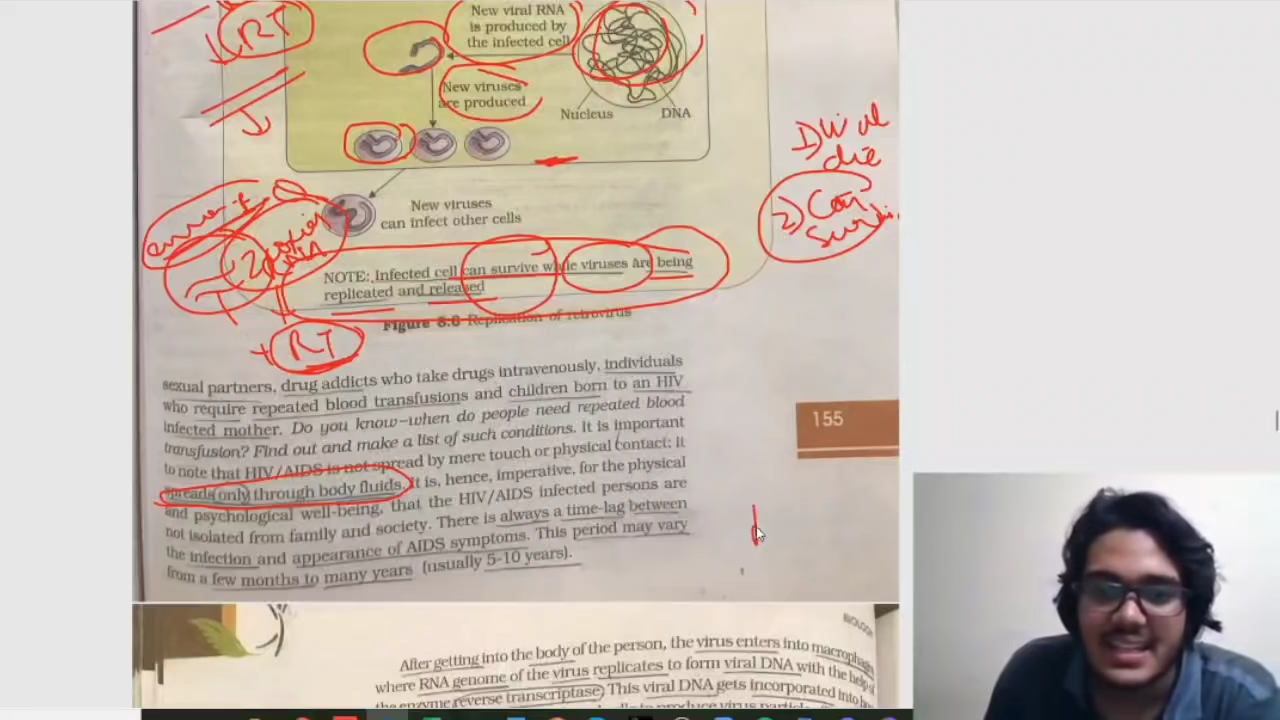 RT
New viral RNA
is produced by
the infected cell
New viruses
are produced
Nucleus
DNA
1)
die
2) Can
New viruses
can infect other cells
NOTE: Infected cell can survive while viruses are being
replicated and released
+ RT
Figure 8.6 Replication of retrovirus
sexual partners, drug addicts who take drugs intravenously, individuals
who require repeated blood transfusions and children born to an HIV
infected mother. Do you know–when do people need repeated blood
transfusion? Find out and make a list of such conditions. It is important
to note that HIV/AIDS is not spread by mere touch or physical contact; it
spreads only through body fluids. It is, hence, imperative, for the physical
and psychological well-being, that the HIV/AIDS infected persons are
not isolated from family and society. There is always a time-lag between
the infection and appearance of AIDS symptoms. This period may vary
from a few months to many years (usually 5-10 years).
155
BIOLOGY
After getting into the body of the person, the virus enters into macrophages
where RNA genome of the virus replicates to form viral DNA with the help of
the enzyme reverse transcriptase. This viral DNA gets incorporated into
to produce virus particles